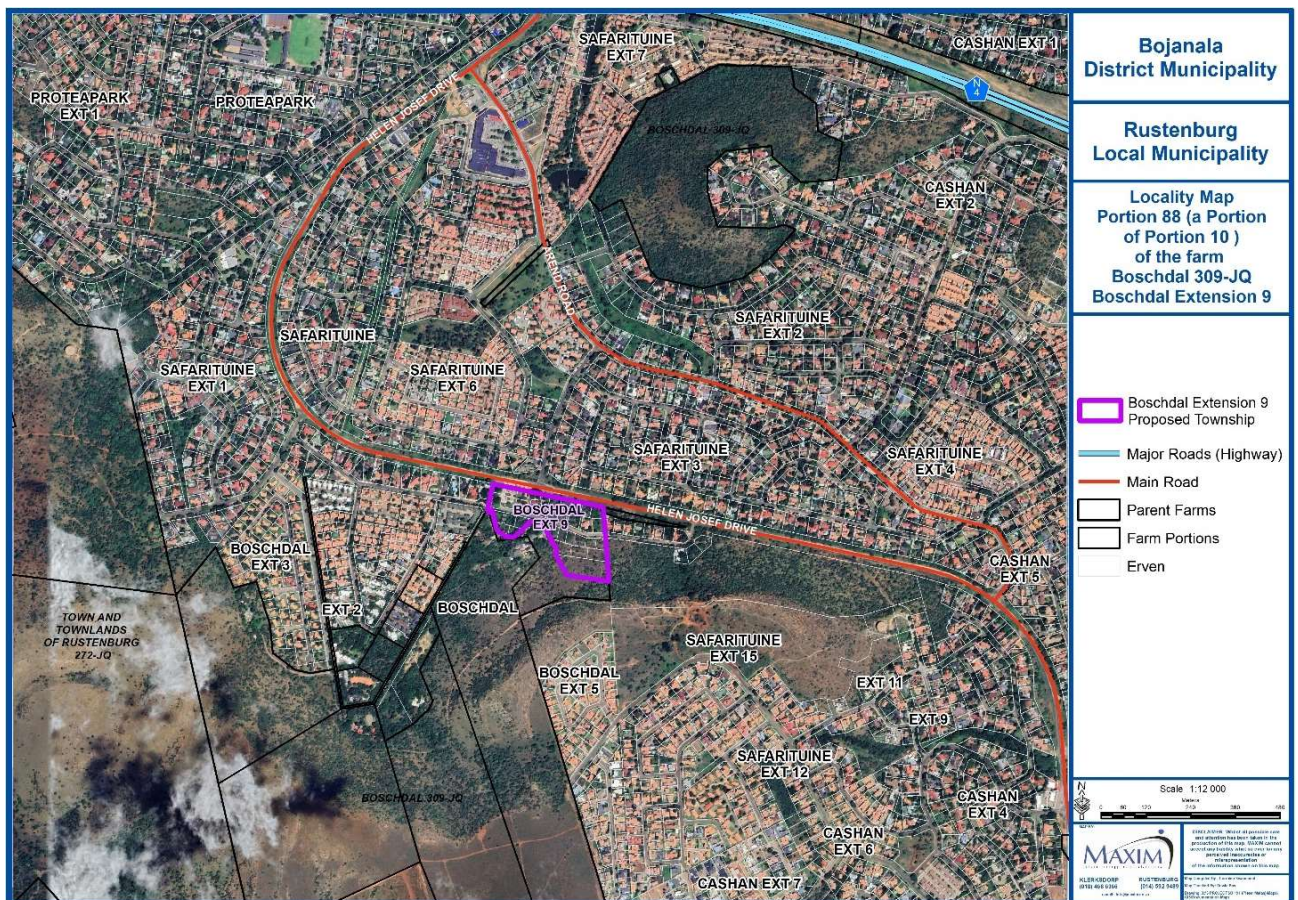 SAFARITUINE
EXT 7
CASHAN EXT 1
PROTEAPARK
EXT 1
PROTEAPARK
HELEN JOSEF DRIVE
N
4
BOSCHDAL 309-JQ
CASHAN
EXT 2
AREND ROAD
SAFARITUINE
SAFARITUINE
EXT 2
SAFARITUINE
EXT 1
SAFARITUINE
EXT 6
SAFARITUINE
EXT 3
SAFARITUINE
EXT 4
BOSCHDAL
EXT 9
HELEN JOSEF DRIVE
BOSCHDAL
EXT 3
CASHAN
EXT 5
EXT 2
BOSCHDAL
TOWN AND
TOWNLANDS
OF RUSTENBURG
272-JQ
SAFARITUINE
EXT 15
BOSCHDAL
EXT 5
EXT 11
EXT 9
SAFARITUINE
EXT 12
BOSCHDAL 309-JQ
CASHAN
EXT 4
CASHAN
EXT 6
CASHAN EXT 7
Bojanala
District Municipality
Rustenburg
Local Municipality
Locality Map
Portion 88 (a Portion
of Portion 10 )
of the farm
Boschdal 309-JQ
Boschdal Extension 9
Boschdal Extension 9
Proposed Township
Major Roads (Highway)
Main Road
Parent Farms
Farm Portions
Erven
N
Scale 1:12 000
Meters
MAXIM
KLERKSDORP
RUSTENBURG